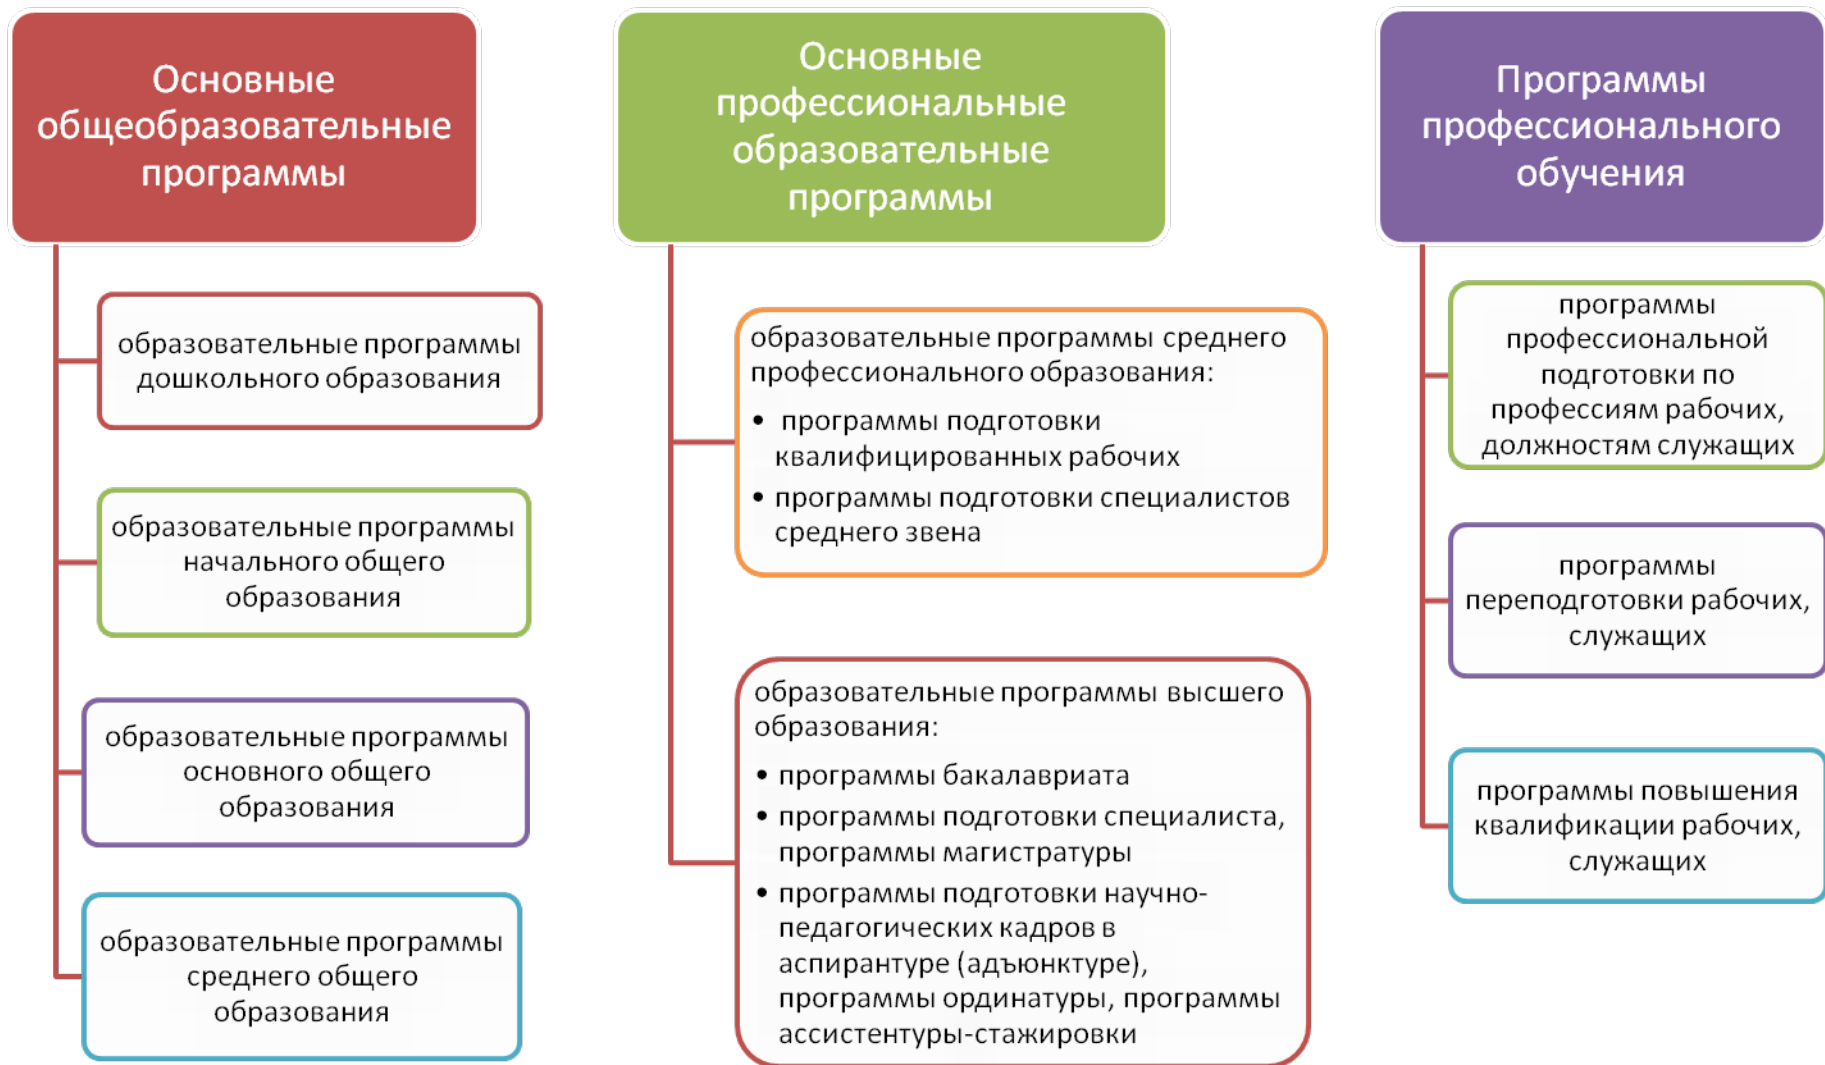 Основные
общеобразовательные
программы
образовательные программы
дошкольного образования
образовательные программы
начального общего
образования
образовательные программы
основного общего
образования
образовательные программы
среднего общего
образования
Основные
профессиональные
образовательные
программы
образовательные программы среднего
профессионального образования:
• программы подготовки
квалифицированных рабочих
• программы подготовки специалистов
среднего звена
образовательные программы высшего
образования:
• программы бакалавриата
• программы подготовки специалиста,
программы магистратуры
• программы подготовки научно-
педагогических кадров в
аспирантуре (адъюнктуре),
программы ординатуры, программы
ассистентуры-стажировки
Программы
профессионального
обучения
программы
профессиональной
подготовки по
профессиям рабочих,
должностям служащих
программы
переподготовки рабочих,
служащих
программы повышения
квалификации рабочих,
служащих